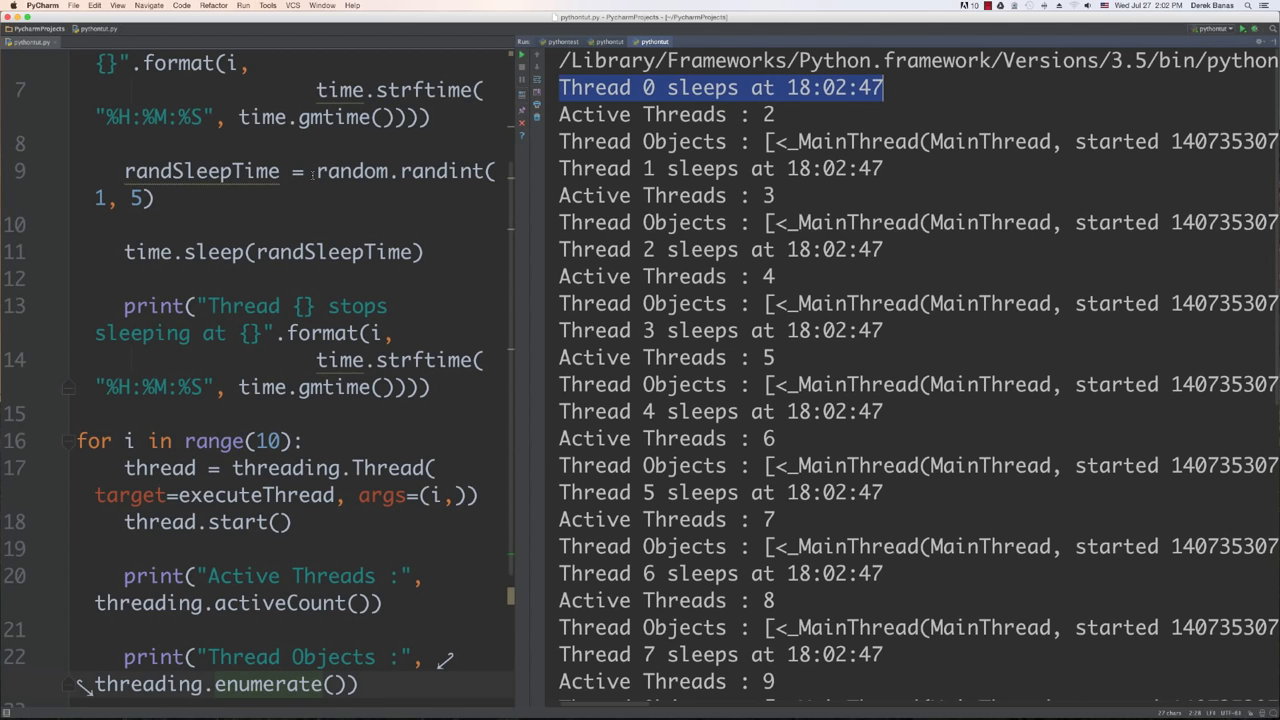 PyCharm File Edit View Navigate Code Refactor Run Tools VCS Window Help
10 Wed Jul 27 2:02 PM Derek Banas
pythontut.py - PycharmProjects - [~/PycharmProjects]
PycharmProjects pythontut.py
pythontut
pythontut.py
Run: pythontest pythontut pythontut
{}".format(i,
7 time.strftime(
"%H:%M:%S", time.gmtime())))
8
9 randSleepTime = random.randint(
1, 5)
10
11 time.sleep(randSleepTime)
12
13 print("Thread {} stops
sleeping at {}".format(i,
14 time.strftime(
"%H:%M:%S", time.gmtime())))
15
16 for i in range(10):
17 thread = threading.Thread(
target=executeThread, args=(i,))
18 thread.start()
19
20 print("Active Threads :",
threading.activeCount())
21
22 print("Thread Objects :",
threading.enumerate())
/Library/Frameworks/Python.framework/Versions/3.5/bin/python
Thread 0 sleeps at 18:02:47
Active Threads : 2
Thread Objects : [<_MainThread(MainThread, started 140735307
Thread 1 sleeps at 18:02:47
Active Threads : 3
Thread Objects : [<_MainThread(MainThread, started 140735307
Thread 2 sleeps at 18:02:47
Active Threads : 4
Thread Objects : [<_MainThread(MainThread, started 140735307
Thread 3 sleeps at 18:02:47
Active Threads : 5
Thread Objects : [<_MainThread(MainThread, started 140735307
Thread 4 sleeps at 18:02:47
Active Threads : 6
Thread Objects : [<_MainThread(MainThread, started 140735307
Thread 5 sleeps at 18:02:47
Active Threads : 7
Thread Objects : [<_MainThread(MainThread, started 140735307
Thread 6 sleeps at 18:02:47
Active Threads : 8
Thread Objects : [<_MainThread(MainThread, started 140735307
Thread 7 sleeps at 18:02:47
Active Threads : 9
27 chars 2:28 LF UTF-8